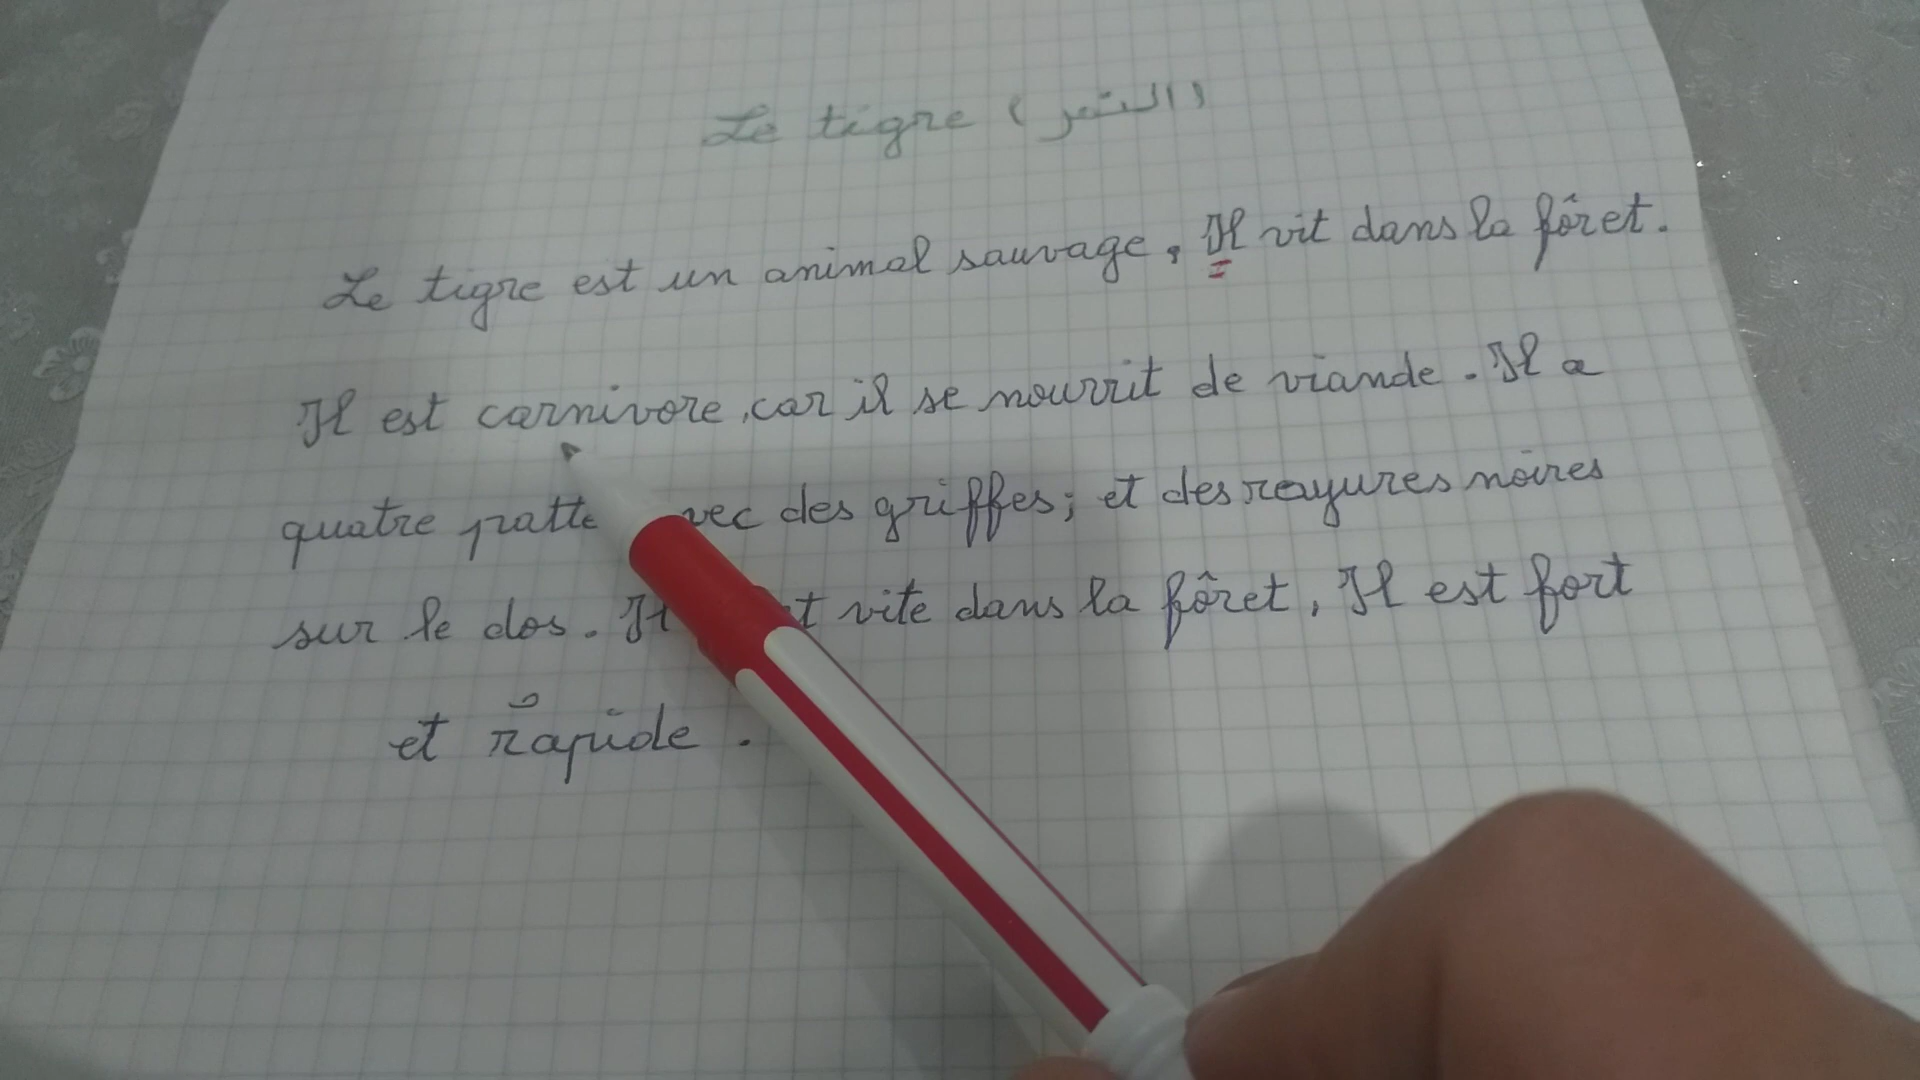 Le tigre (النمر)
Le tigre est un animal sauvage. Il vit dans la fôret.
Il est carnivore, car il se nourrit de viande. Il a
quatre patte vec des griffes; et des rayures noires
sur le dos. Il t vite dans la fôret, Il est fort
et rapide.